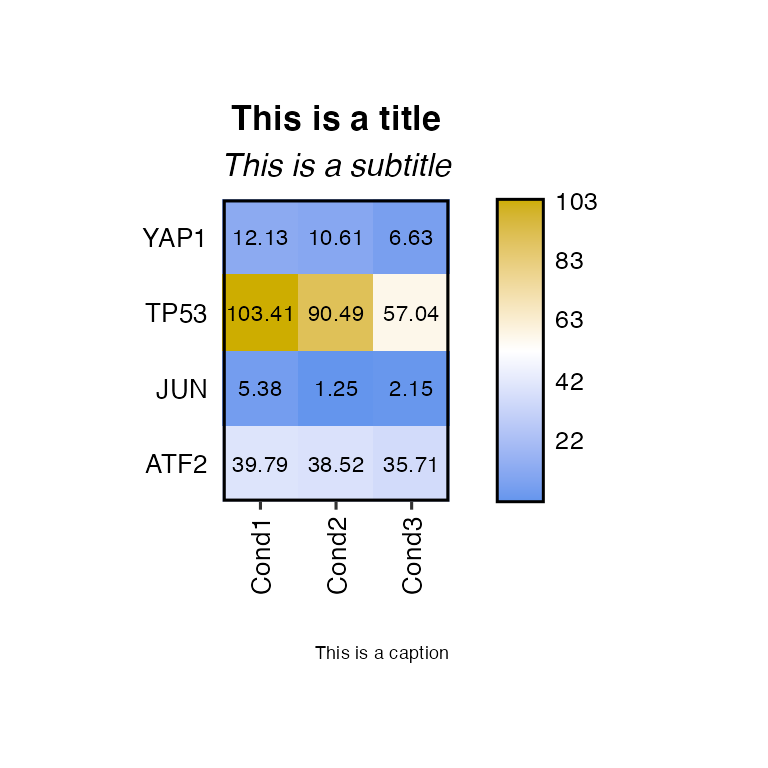 This is a title
This is a subtitle
YAP1 12.13 10.61 6.63
TP53 103.41 90.49 57.04
JUN 5.38 1.25 2.15
ATF2 39.79 38.52 35.71
Cond1 Cond2 Cond3
103
83
63
42
22
This is a caption